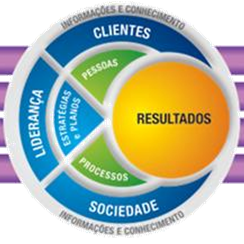 INFORMAÇÕES E CONHECIMENTO
CLIENTES
PESSOAS
LIDERANÇA
ESTRATÉGIAS
e PLANOS
RESULTADOS
PROCESSOS
SOCIEDADE
INFORMAÇÕES E CONHECIMENTO